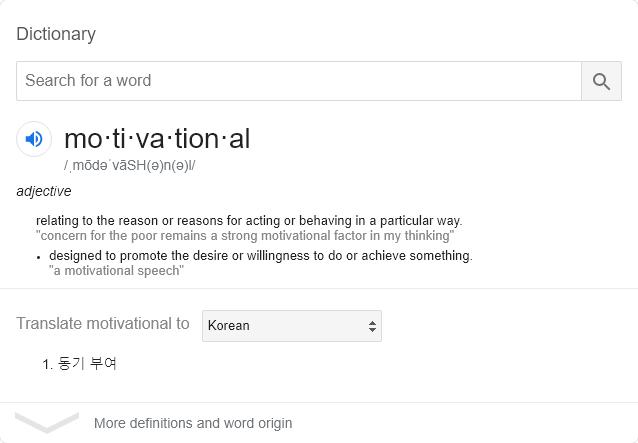 Dictionary
Search for a word
mo·ti·va·tion·al
/ˌmōdəˈvāSH(ə)n(ə)l/
adjective
relating to the reason or reasons for acting or behaving in a particular way.
"concern for the poor remains a strong motivational factor in my thinking"
• designed to promote the desire or willingness to do or achieve something.
"a motivational speech"
Translate motivational to Korean
1. 동기 부여
More definitions and word origin